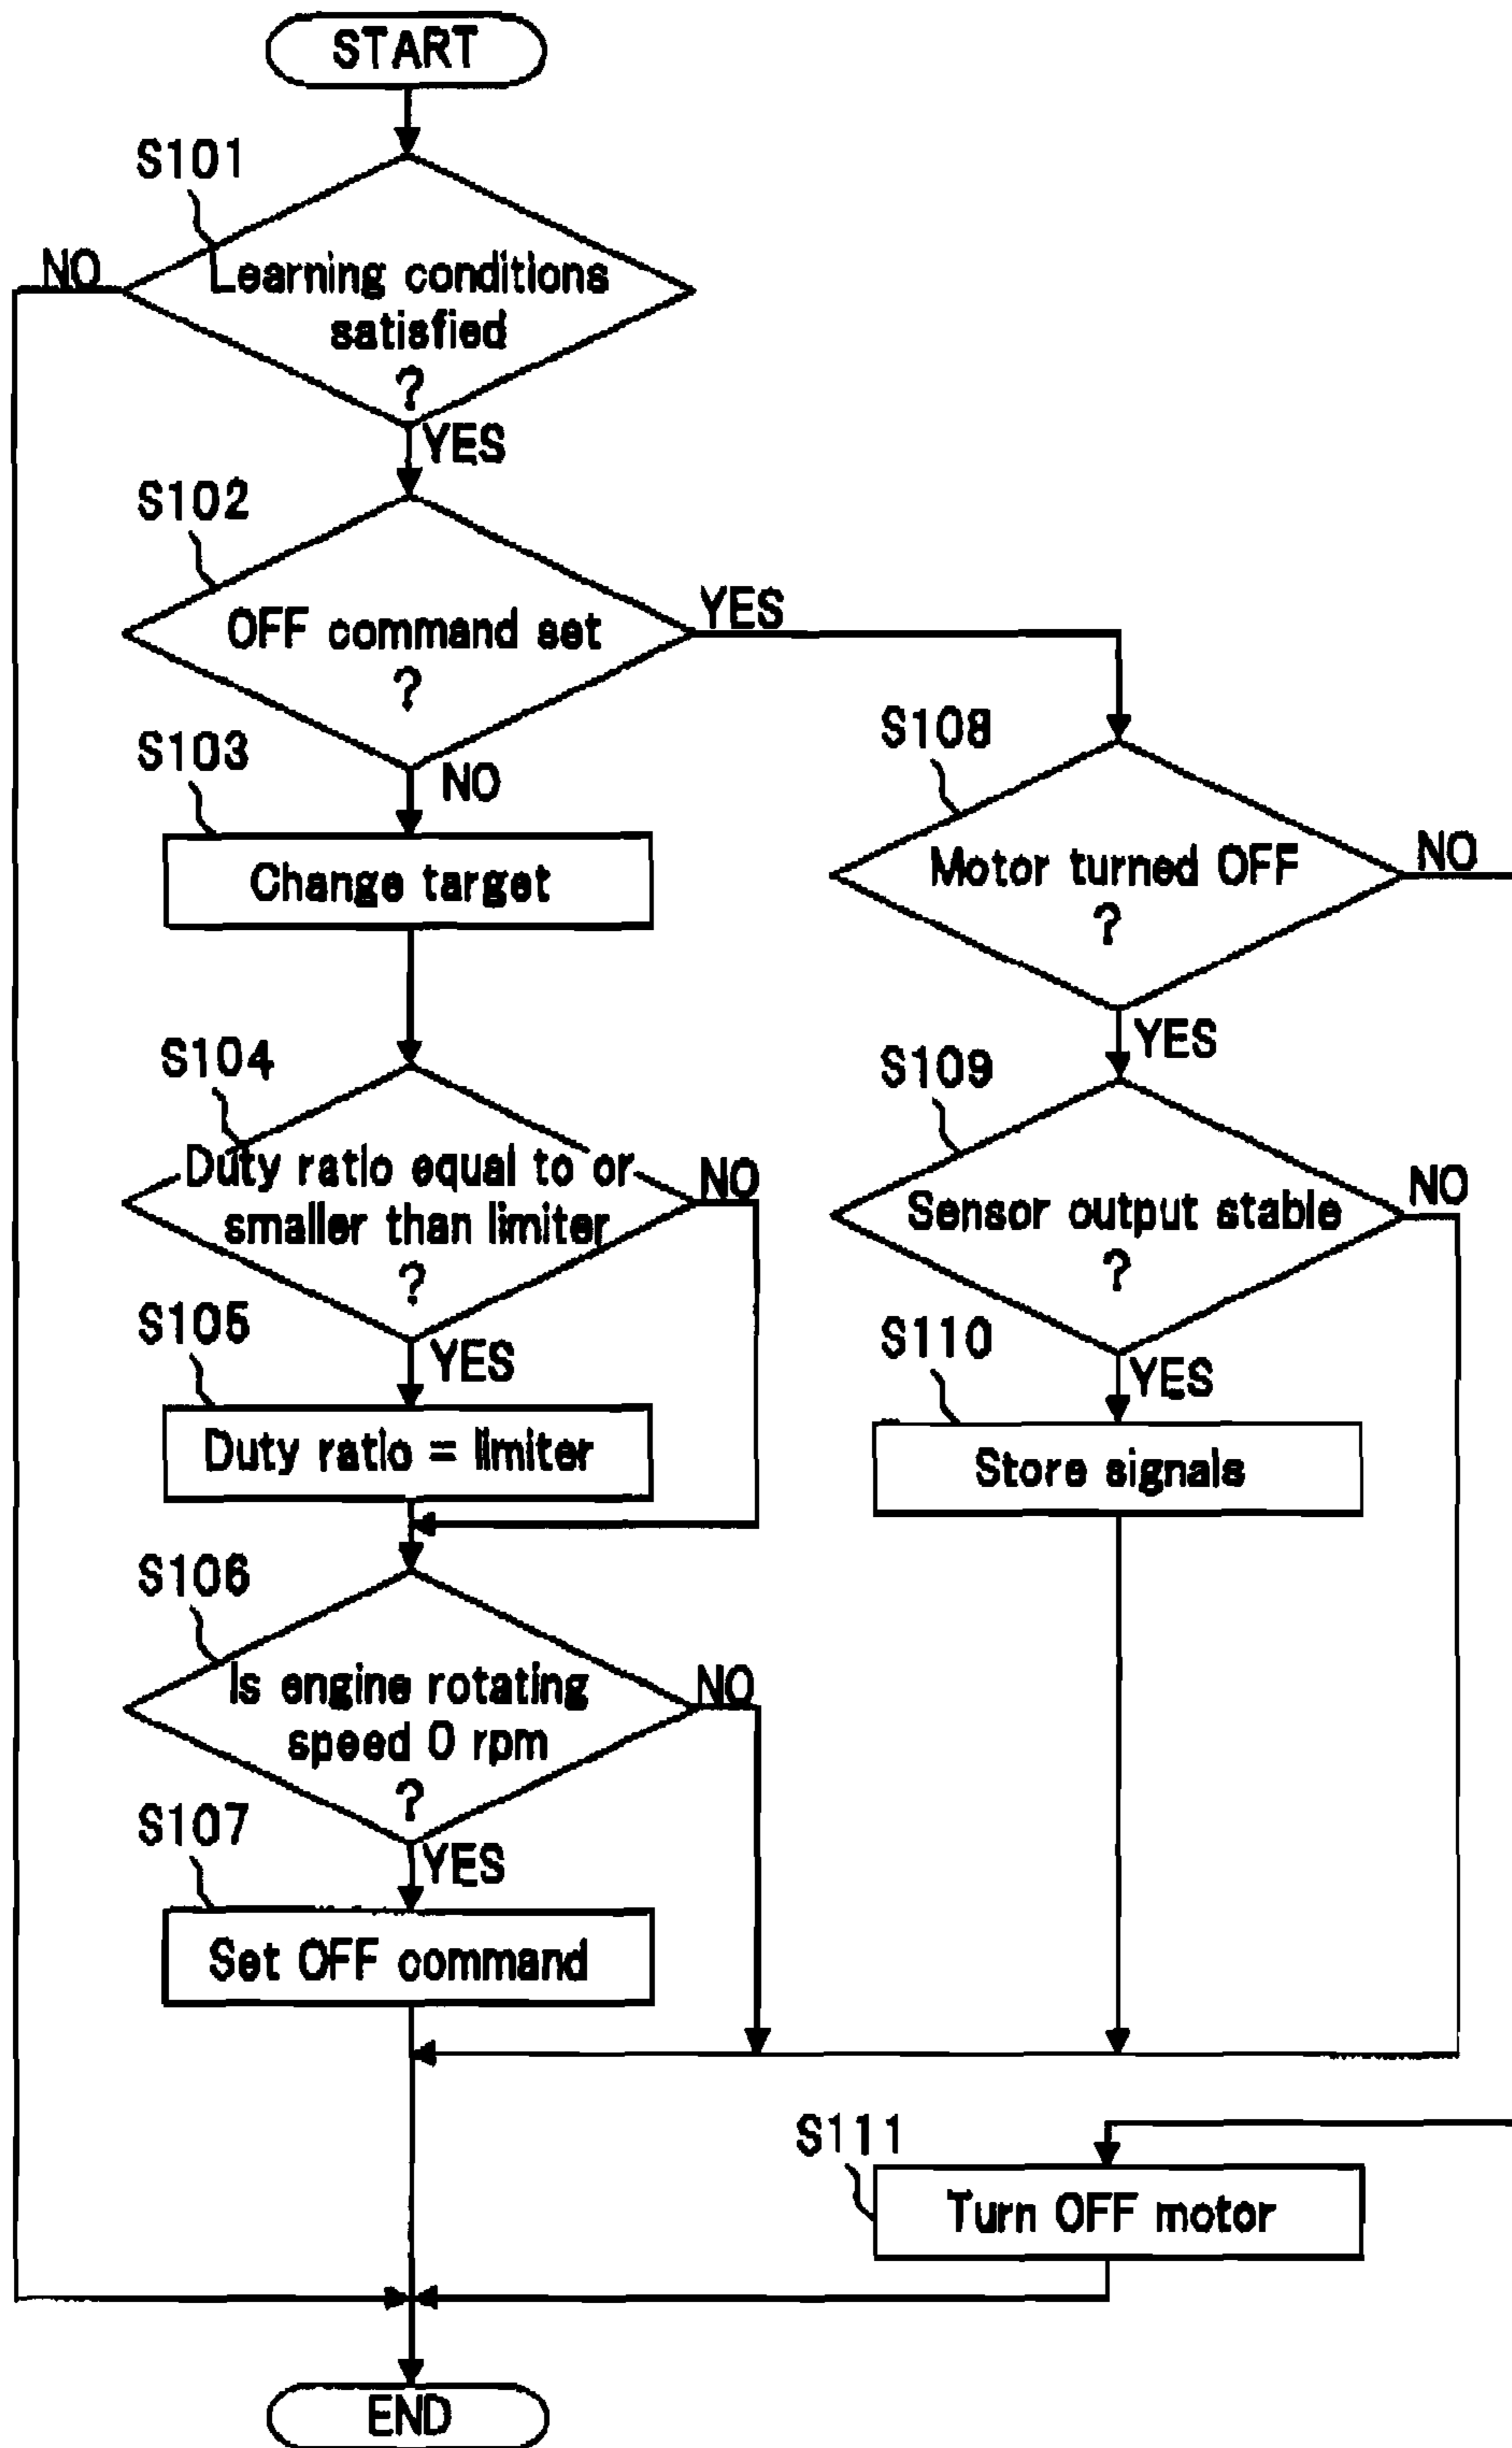 START
S101
NO
Learning conditions
satisfied
?
YES
S102
OFF command set
?
YES
NO
S103
Change target
S104
Duty ratio equal to or
smaller than limiter
?
NO
YES
S105
Duty ratio = limiter
S106
Is engine rotating
speed 0 rpm
?
NO
YES
S107
Set OFF command
S108
Motor turned OFF
?
NO
YES
S109
Sensor output stable
?
NO
YES
S110
Store signals
S111
Turn OFF motor
END